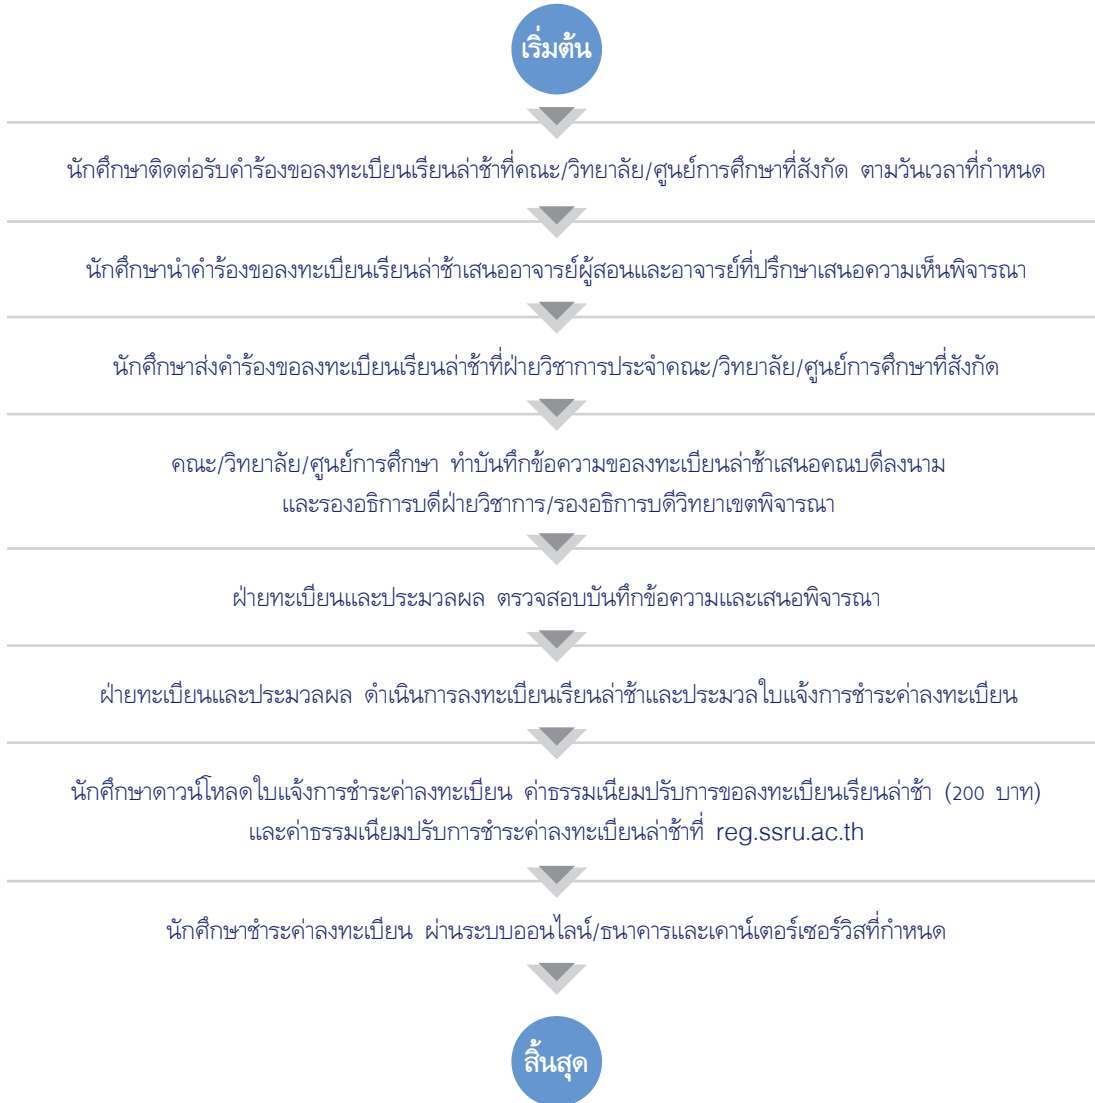 เริ่มต้น
นักศึกษาติดต่อรับคำร้องขอลงทะเบียนเรียนล่าช้าที่คณะ/วิทยาลัย/ศูนย์การศึกษาที่สังกัด ตามวันเวลาที่กำหนด
นักศึกษานำคำร้องขอลงทะเบียนเรียนล่าช้าเสนออาจารย์ผู้สอนและอาจารย์ที่ปรึกษาเสนอความเห็นพิจารณา
นักศึกษาส่งคำร้องขอลงทะเบียนเรียนล่าช้าที่ฝ่ายวิชาการประจำคณะ/วิทยาลัย/ศูนย์การศึกษาที่สังกัด
คณะ/วิทยาลัย/ศูนย์การศึกษา ทำบันทึกข้อความขอลงทะเบียนล่าช้าเสนอคณบดีลงนาม
และรองอธิการบดีฝ่ายวิชาการ/รองอธิการบดีวิทยาเขตพิจารณา
ฝ่ายทะเบียนและประมวลผล ตรวจสอบบันทึกข้อความและเสนอพิจารณา
ฝ่ายทะเบียนและประมวลผล ดำเนินการลงทะเบียนเรียนล่าช้าและประมวลใบแจ้งการชำระค่าลงทะเบียน
นักศึกษาดาวน์โหลดใบแจ้งการชำระค่าลงทะเบียน ค่าธรรมเนียมปรับการขอลงทะเบียนเรียนล่าช้า (200 บาท)
และค่าธรรมเนียมปรับการชำระค่าลงทะเบียนล่าช้าที่ reg.ssru.ac.th
นักศึกษาชำระค่าลงทะเบียน ผ่านระบบออนไลน์/ธนาคารและเคาน์เตอร์เซอร์วิสที่กำหนด
สิ้นสุด